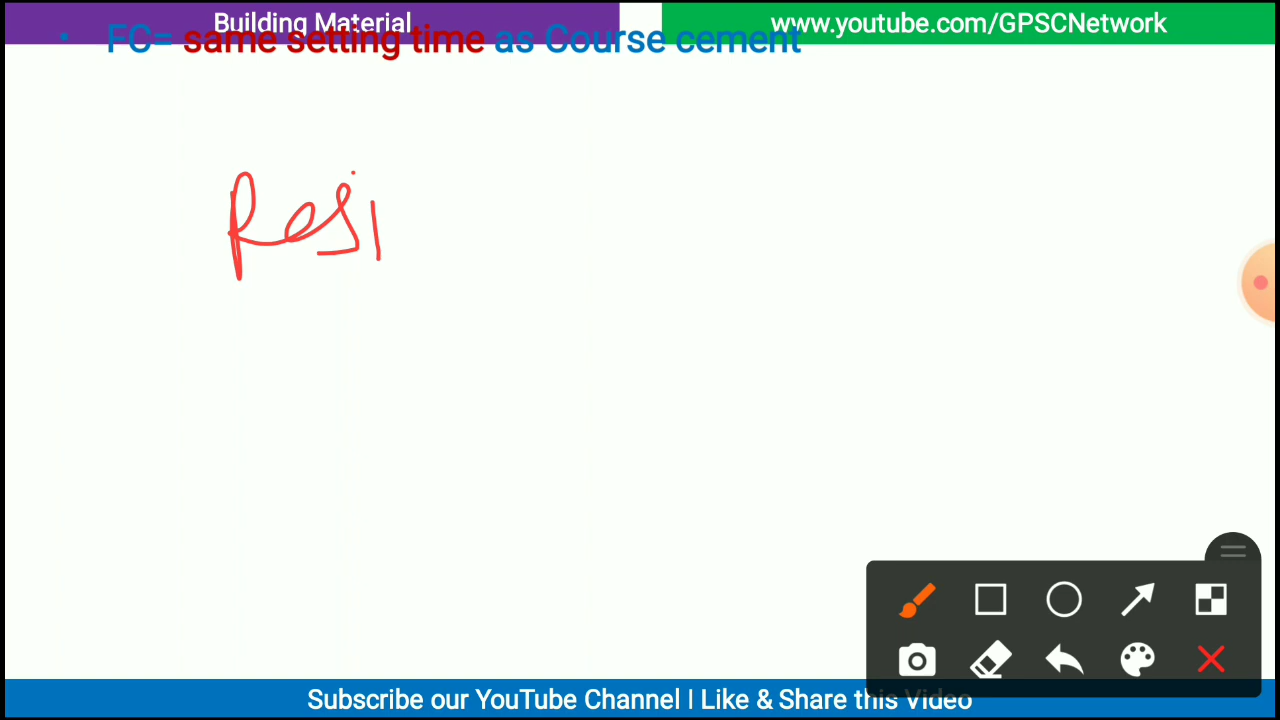 Building Material
www.youtube.com/GPSCNetwork
• FC= same setting time as Course cement
Resi
Subscribe our YouTube Channel I Like & Share this Video